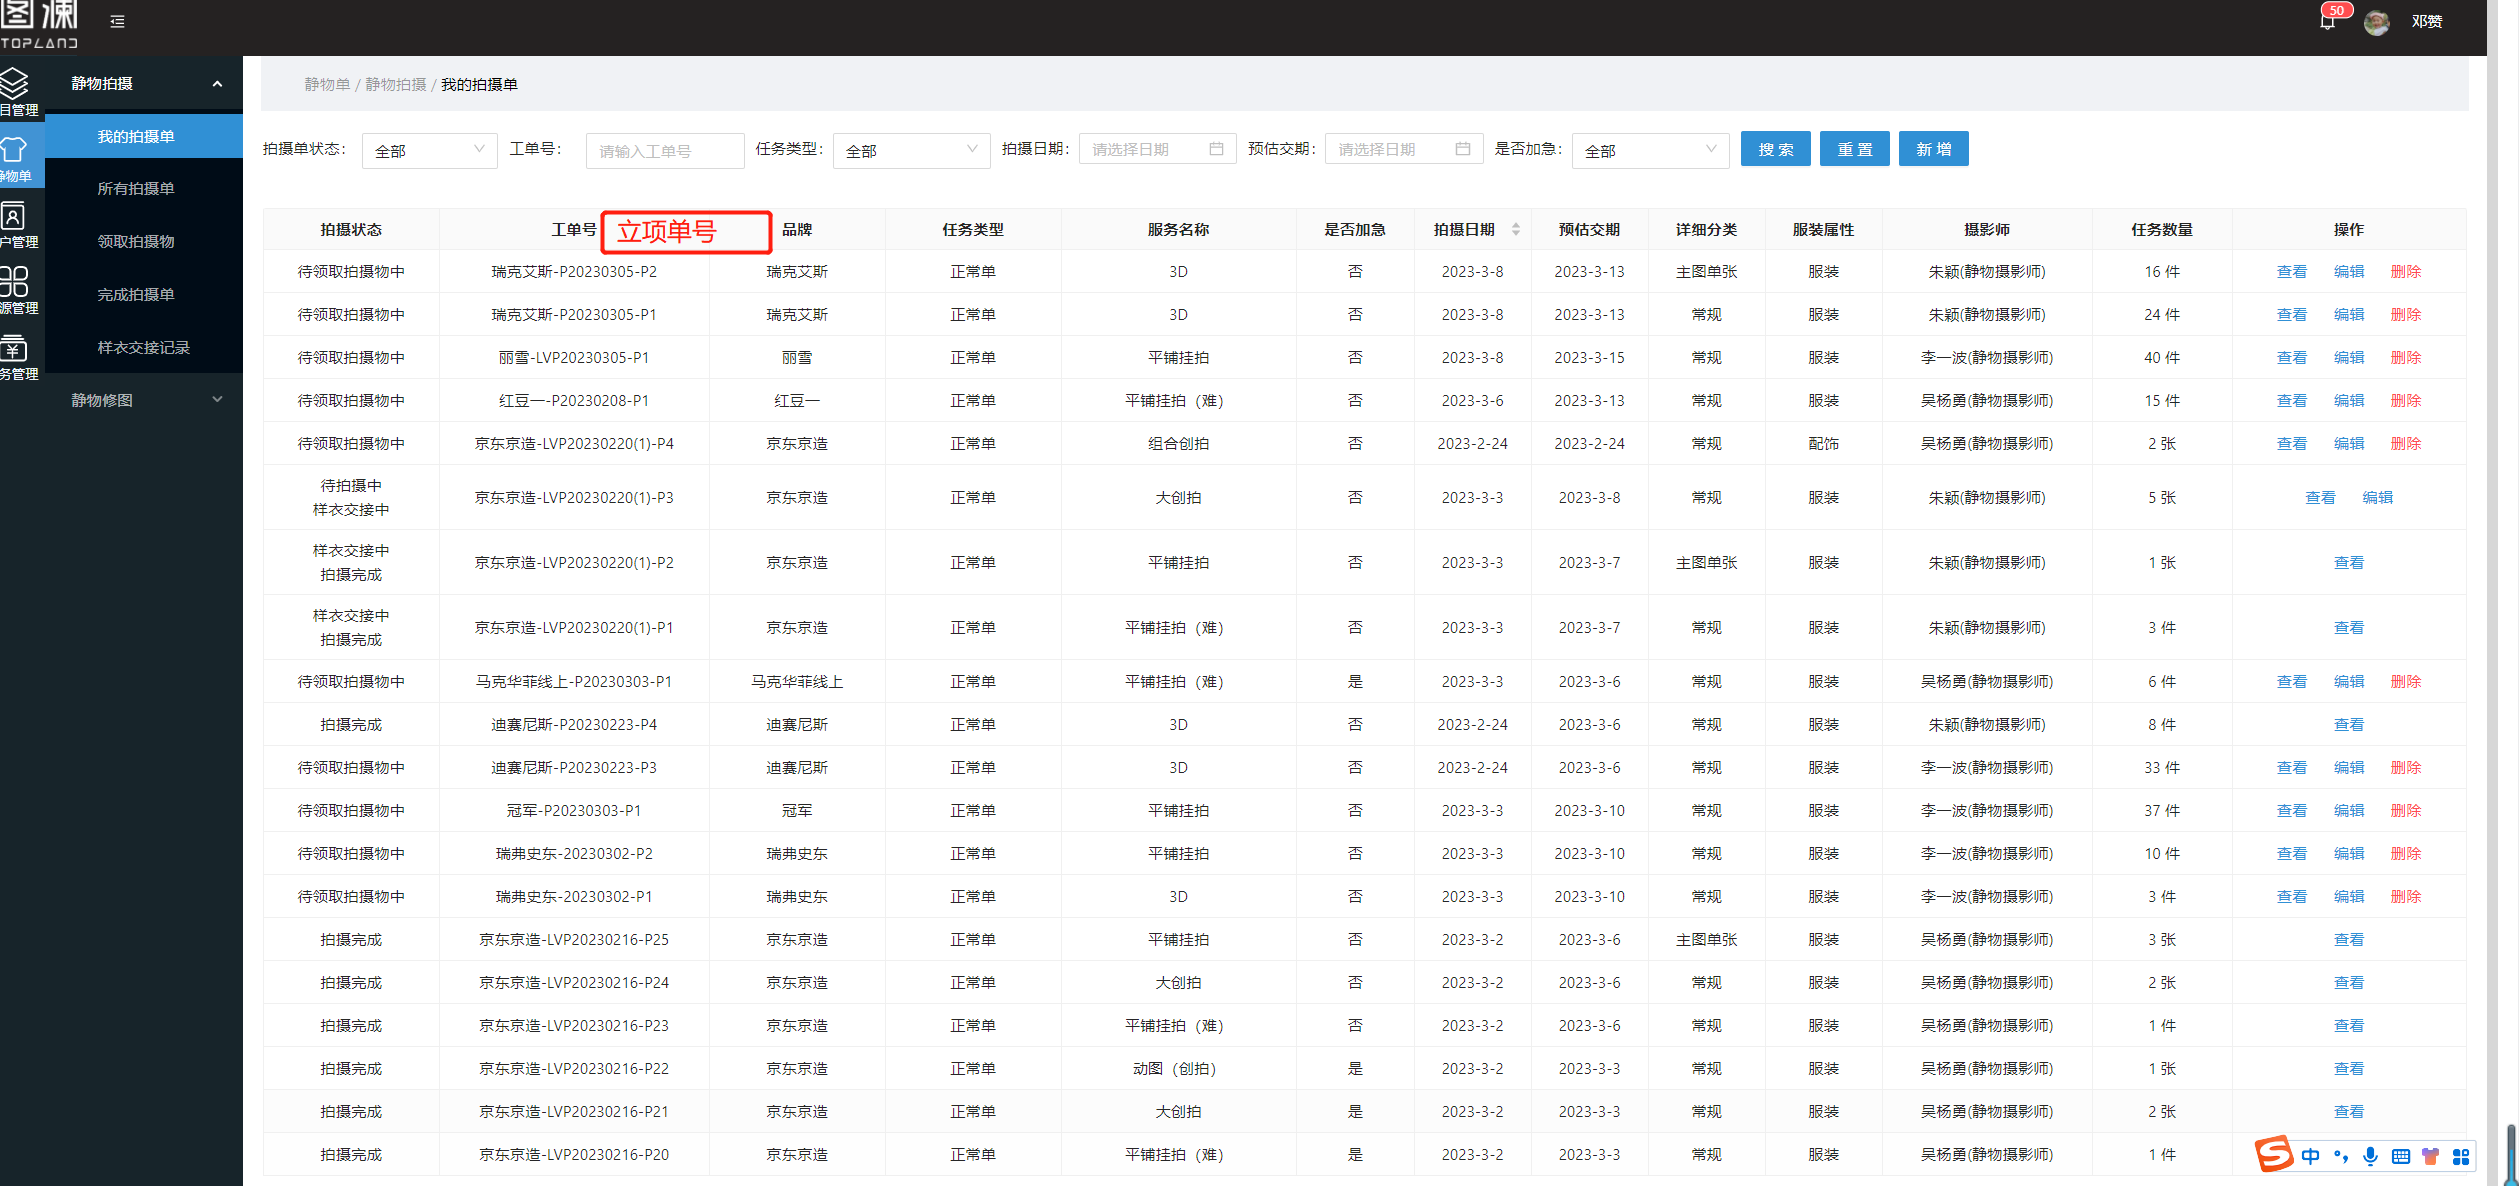 图澜
TOPLAND
50
邓赞
目管理
静物单
户管理
源管理
务管理
静物拍摄
我的拍摄单
所有拍摄单
领取拍摄物
完成拍摄单
样衣交接记录
静物修图
静物单 / 静物拍摄 / 我的拍摄单
拍摄单状态: 全部 工单号: 请输入工单号 任务类型: 全部 拍摄日期: 请选择日期 预估交期: 请选择日期 是否加急: 全部 搜 索 重 置 新 增
拍摄状态 工单号 立项单号 品牌 任务类型 服务名称 是否加急 拍摄日期 预估交期 详细分类 服装属性 摄影师 任务数量 操作
待领取拍摄物中 瑞克艾斯-P20230305-P2 瑞克艾斯 正常单 3D 否 2023-3-8 2023-3-13 主图单张 服装 朱颖(静物摄影师) 16 件 查看 编辑 删除
待领取拍摄物中 瑞克艾斯-P20230305-P1 瑞克艾斯 正常单 3D 否 2023-3-8 2023-3-13 常规 服装 朱颖(静物摄影师) 24 件 查看 编辑 删除
待领取拍摄物中 丽雪-LVP20230305-P1 丽雪 正常单 平铺挂拍 否 2023-3-8 2023-3-15 常规 服装 李一波(静物摄影师) 40 件 查看 编辑 删除
待领取拍摄物中 红豆一-P20230208-P1 红豆一 正常单 平铺挂拍（难） 否 2023-3-6 2023-3-13 常规 服装 吴杨勇(静物摄影师) 15 件 查看 编辑 删除
待领取拍摄物中 京东京造-LVP20230220(1)-P4 京东京造 正常单 组合创拍 否 2023-2-24 2023-2-24 常规 配饰 吴杨勇(静物摄影师) 2 张 查看 编辑 删除
待拍摄中
样衣交接中 京东京造-LVP20230220(1)-P3 京东京造 正常单 大创拍 否 2023-3-3 2023-3-8 常规 服装 朱颖(静物摄影师) 5 张 查看 编辑
样衣交接中
拍摄完成 京东京造-LVP20230220(1)-P2 京东京造 正常单 平铺挂拍 否 2023-3-3 2023-3-7 主图单张 服装 朱颖(静物摄影师) 1 张 查看
样衣交接中
拍摄完成 京东京造-LVP20230220(1)-P1 京东京造 正常单 平铺挂拍（难） 否 2023-3-3 2023-3-7 常规 服装 朱颖(静物摄影师) 3 件 查看
待领取拍摄物中 马克华菲线上-P20230303-P1 马克华菲线上 正常单 平铺挂拍（难） 是 2023-3-3 2023-3-6 常规 服装 吴杨勇(静物摄影师) 6 件 查看 编辑 删除
拍摄完成 迪赛尼斯-P20230223-P4 迪赛尼斯 正常单 3D 否 2023-2-24 2023-3-6 常规 服装 朱颖(静物摄影师) 8 件 查看
待领取拍摄物中 迪赛尼斯-P20230223-P3 迪赛尼斯 正常单 3D 否 2023-2-24 2023-3-6 常规 服装 李一波(静物摄影师) 33 件 查看 编辑 删除
待领取拍摄物中 冠军-P20230303-P1 冠军 正常单 平铺挂拍 否 2023-3-3 2023-3-10 常规 服装 李一波(静物摄影师) 37 件 查看 编辑 删除
待领取拍摄物中 瑞弗史东-20230302-P2 瑞弗史东 正常单 平铺挂拍 否 2023-3-3 2023-3-10 常规 服装 李一波(静物摄影师) 10 件 查看 编辑 删除
待领取拍摄物中 瑞弗史东-20230302-P1 瑞弗史东 正常单 3D 否 2023-3-3 2023-3-10 常规 服装 李一波(静物摄影师) 3 件 查看 编辑 删除
拍摄完成 京东京造-LVP20230216-P25 京东京造 正常单 平铺挂拍 否 2023-3-2 2023-3-6 主图单张 服装 吴杨勇(静物摄影师) 3 张 查看
拍摄完成 京东京造-LVP20230216-P24 京东京造 正常单 大创拍 否 2023-3-2 2023-3-6 常规 服装 吴杨勇(静物摄影师) 2 张 查看
拍摄完成 京东京造-LVP20230216-P23 京东京造 正常单 平铺挂拍（难） 否 2023-3-2 2023-3-6 常规 服装 吴杨勇(静物摄影师) 1 件 查看
拍摄完成 京东京造-LVP20230216-P22 京东京造 正常单 动图（创拍） 是 2023-3-2 2023-3-3 常规 服装 吴杨勇(静物摄影师) 1 张 查看
拍摄完成 京东京造-LVP20230216-P21 京东京造 正常单 大创拍 是 2023-3-2 2023-3-3 常规 服装 吴杨勇(静物摄影师) 2 张 查看
拍摄完成 京东京造-LVP20230216-P20 京东京造 正常单 平铺挂拍（难） 是 2023-3-2 2023-3-3 常规 服装 吴杨勇(静物摄影师) 1 件
中